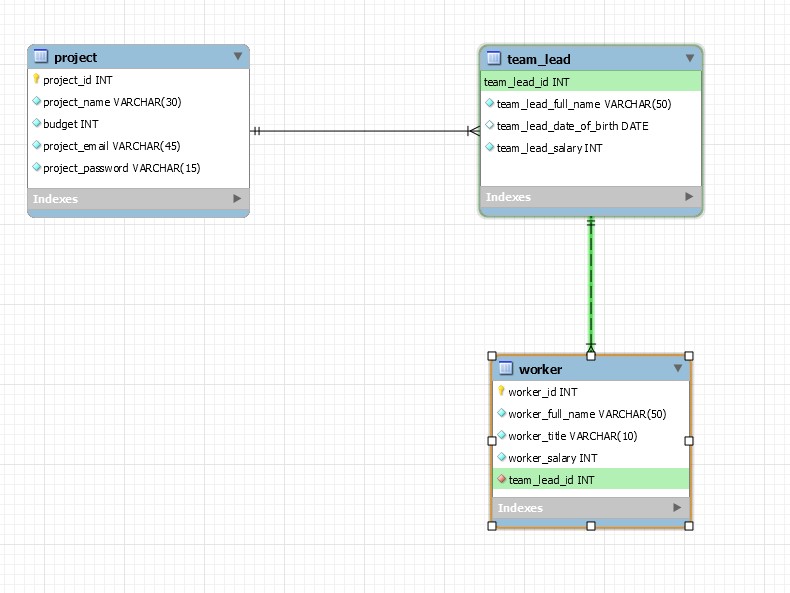 project
project_id INT
project_name VARCHAR(30)
budget INT
project_email VARCHAR(45)
project_password VARCHAR(15)
Indexes
team_lead
team_lead_id INT
team_lead_full_name VARCHAR(50)
team_lead_date_of_birth DATE
team_lead_salary INT
Indexes
worker
worker_id INT
worker_full_name VARCHAR(50)
worker_title VARCHAR(10)
worker_salary INT
team_lead_id INT
Indexes